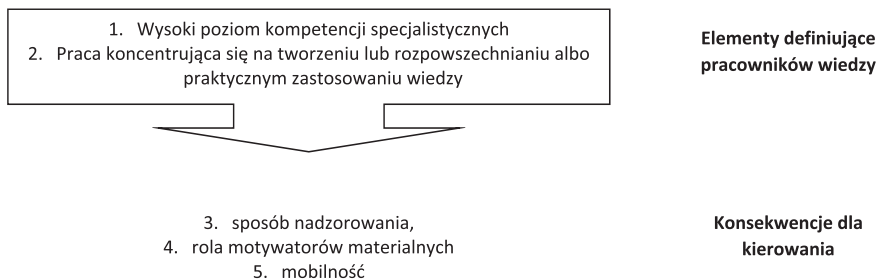 1. Wysoki poziom kompetencji specjalistycznych
2. Praca koncentrująca się na tworzeniu lub rozpowszechnianiu albo
praktycznym zastosowaniu wiedzy
Elementy definiujące
pracowników wiedzy
3. sposób nadzorowania,
4. rola motywatorów materialnych
5. mobilność
Konsekwencje dla
kierowania